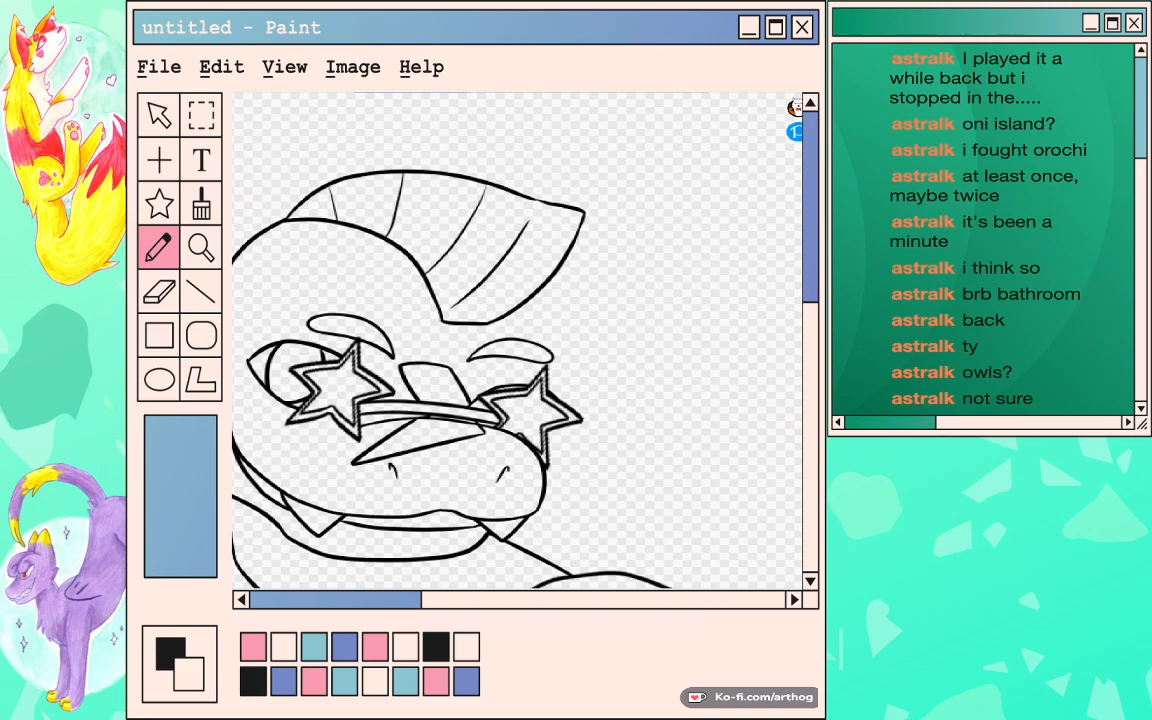 untitled - Paint
File Edit View Image Help
T
astralk I played it a
while back but i
stopped in the.....
astralk oni island?
astralk i fought orochi
astralk at least once,
maybe twice
astralk it's been a
minute
astralk i think so
astralk brb bathroom
astralk back
astralk ty
astralk owls?
astralk not sure
Ko-fi.com/arthog